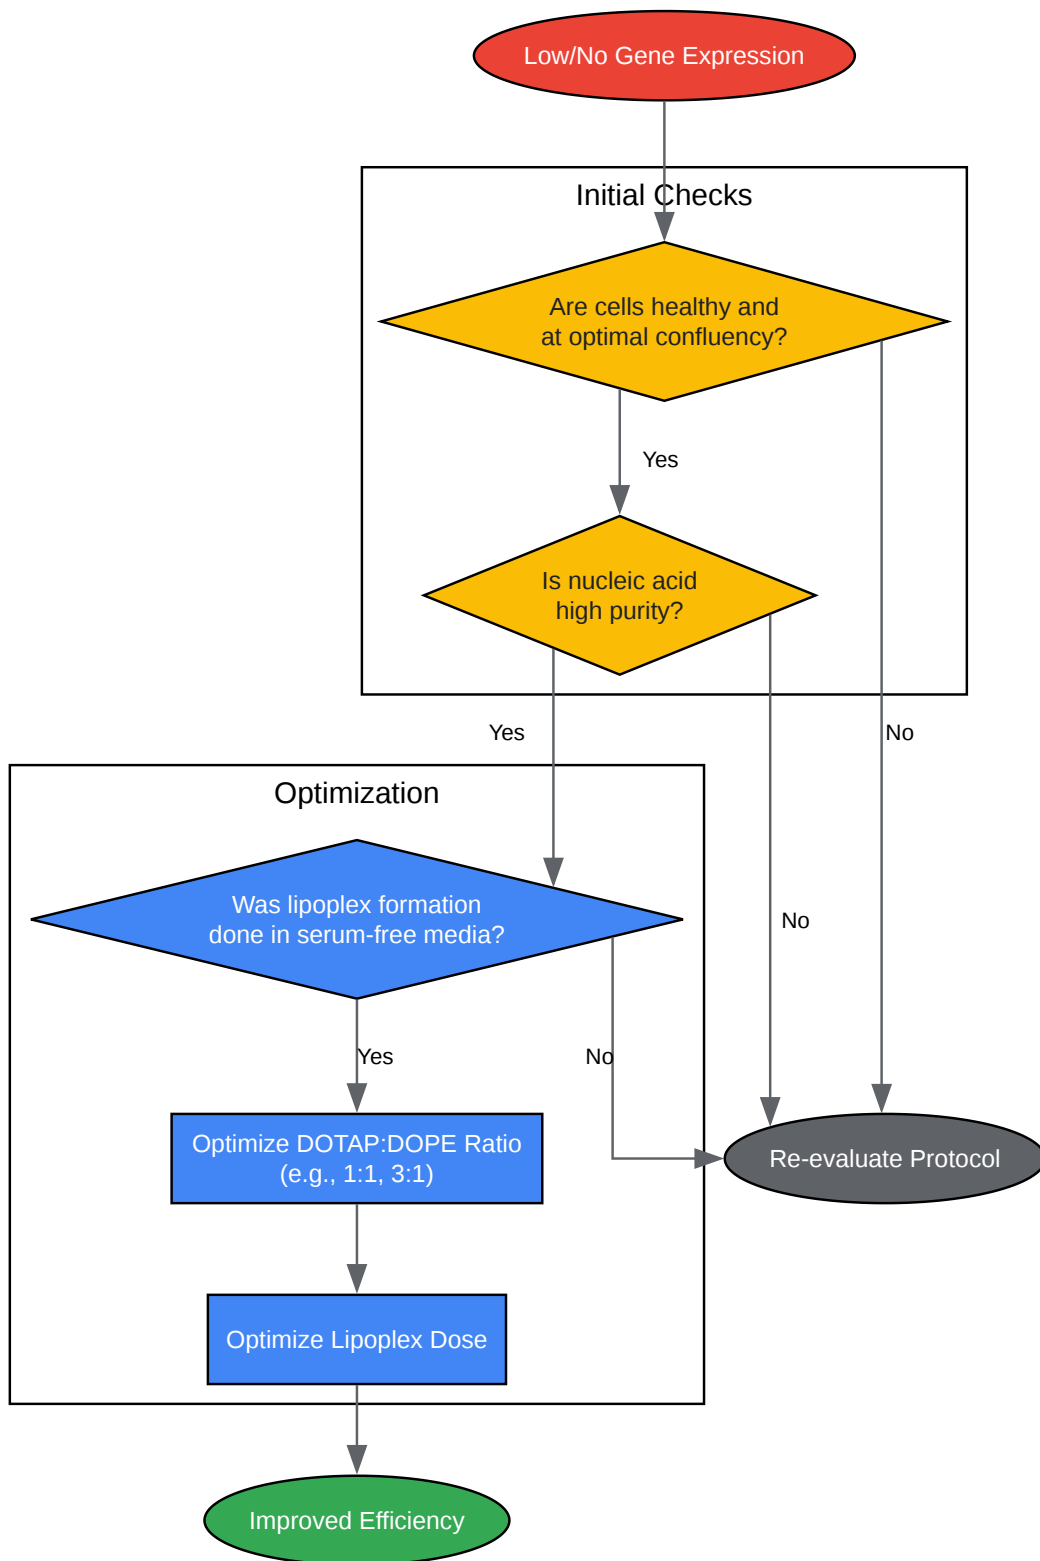 Low/No Gene Expression
Initial Checks
Are cells healthy and
at optimal confluency?
Yes
Is nucleic acid
high purity?
Yes
No
Optimization
Was lipoplex formation
done in serum-free media?
No
Yes
No
Optimize DOTAP:DOPE Ratio
(e.g., 1:1, 3:1)
Re-evaluate Protocol
Optimize Lipoplex Dose
Improved Efficiency